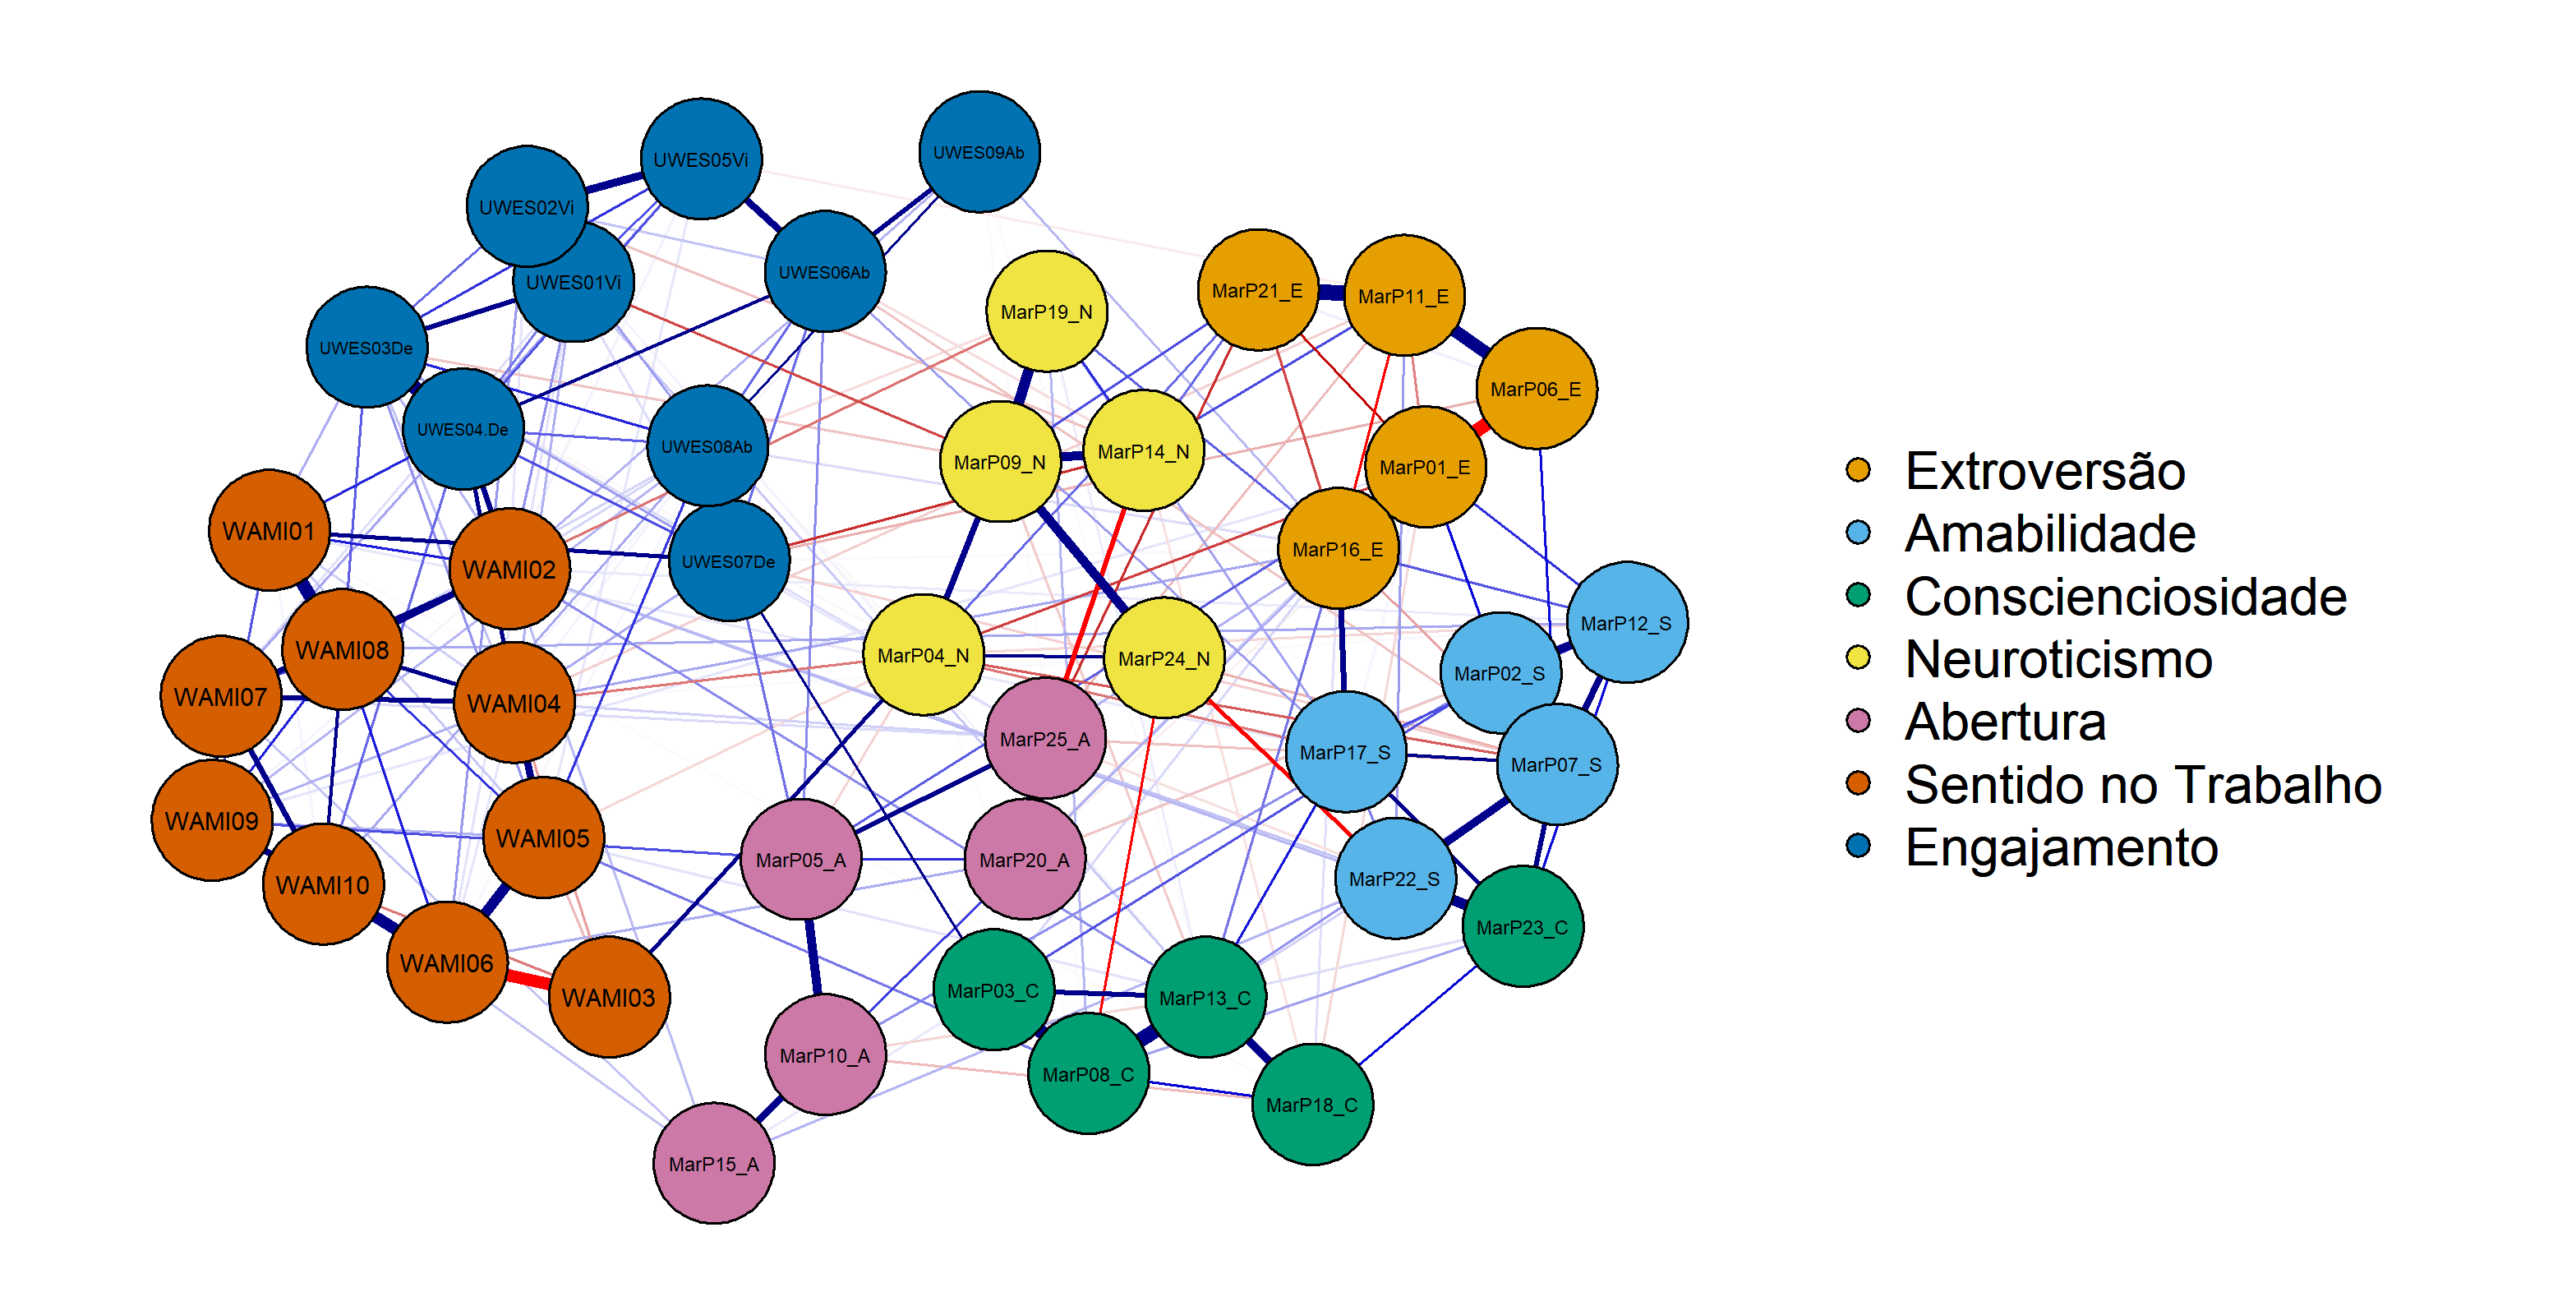 UWES09Ab
UWES05Vi
UWES02Vi
UWES06Ab
UWES01Vi
MarP21_E
MarP11_E
MarP19_N
UWES03De
MarP06_E
UWES04.De
UWES08Ab
MarP14_N
MarP09_N
MarP01_E
WAMI01
MarP16_E
UWES07De
WAMI02
MarP12_S
WAMI08
MarP04_N
MarP24_N
MarP02_S
WAMI07
WAMI04
MarP25_A
MarP17_S
MarP07_S
WAMI09
WAMI05
MarP05_A
MarP20_A
MarP22_S
WAMI10
MarP23_C
WAMI06
MarP03_C
WAMI03
MarP13_C
MarP10_A
MarP08_C
MarP18_C
MarP15_A
Extroversão
Amabilidade
Conscienciosidade
Neuroticismo
Abertura
Sentido no Trabalho
Engajamento